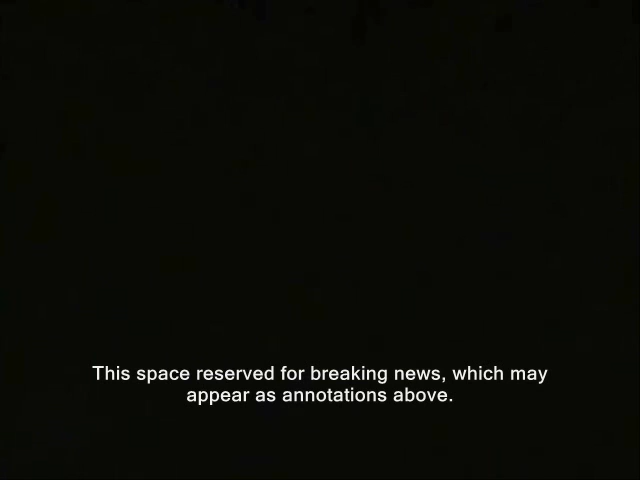 This space reserved for breaking news, which may
appear as annotations above.